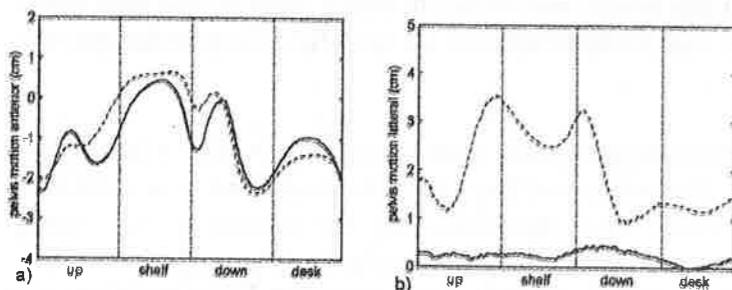 pelvis motion anterior (cm)
2
1
0
-1
-2
-3
-4
a)
up shelf down desk
pelvis motion lateral (cm)
5
4
3
2
1
0
b)
up shelf down desk